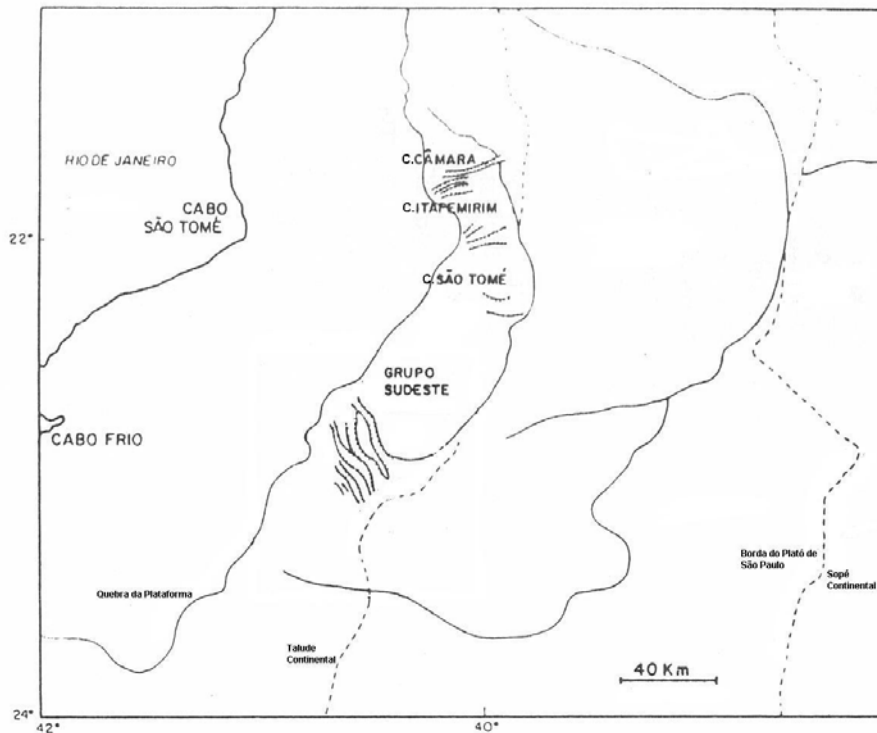 C.CÂMARA
RIO DE JANEIRO
CABO
SÃO TOMÉ
C.ITAPEMIRIM
22°
C.SÃO TOMÉ
GRUPO
SUDESTE
CABO FRIO
Borda do Platô de
São Paulo
Sopé
Continental
Quebra da Plataforma
Talude
Continental
40 Km
24°
42°
40°